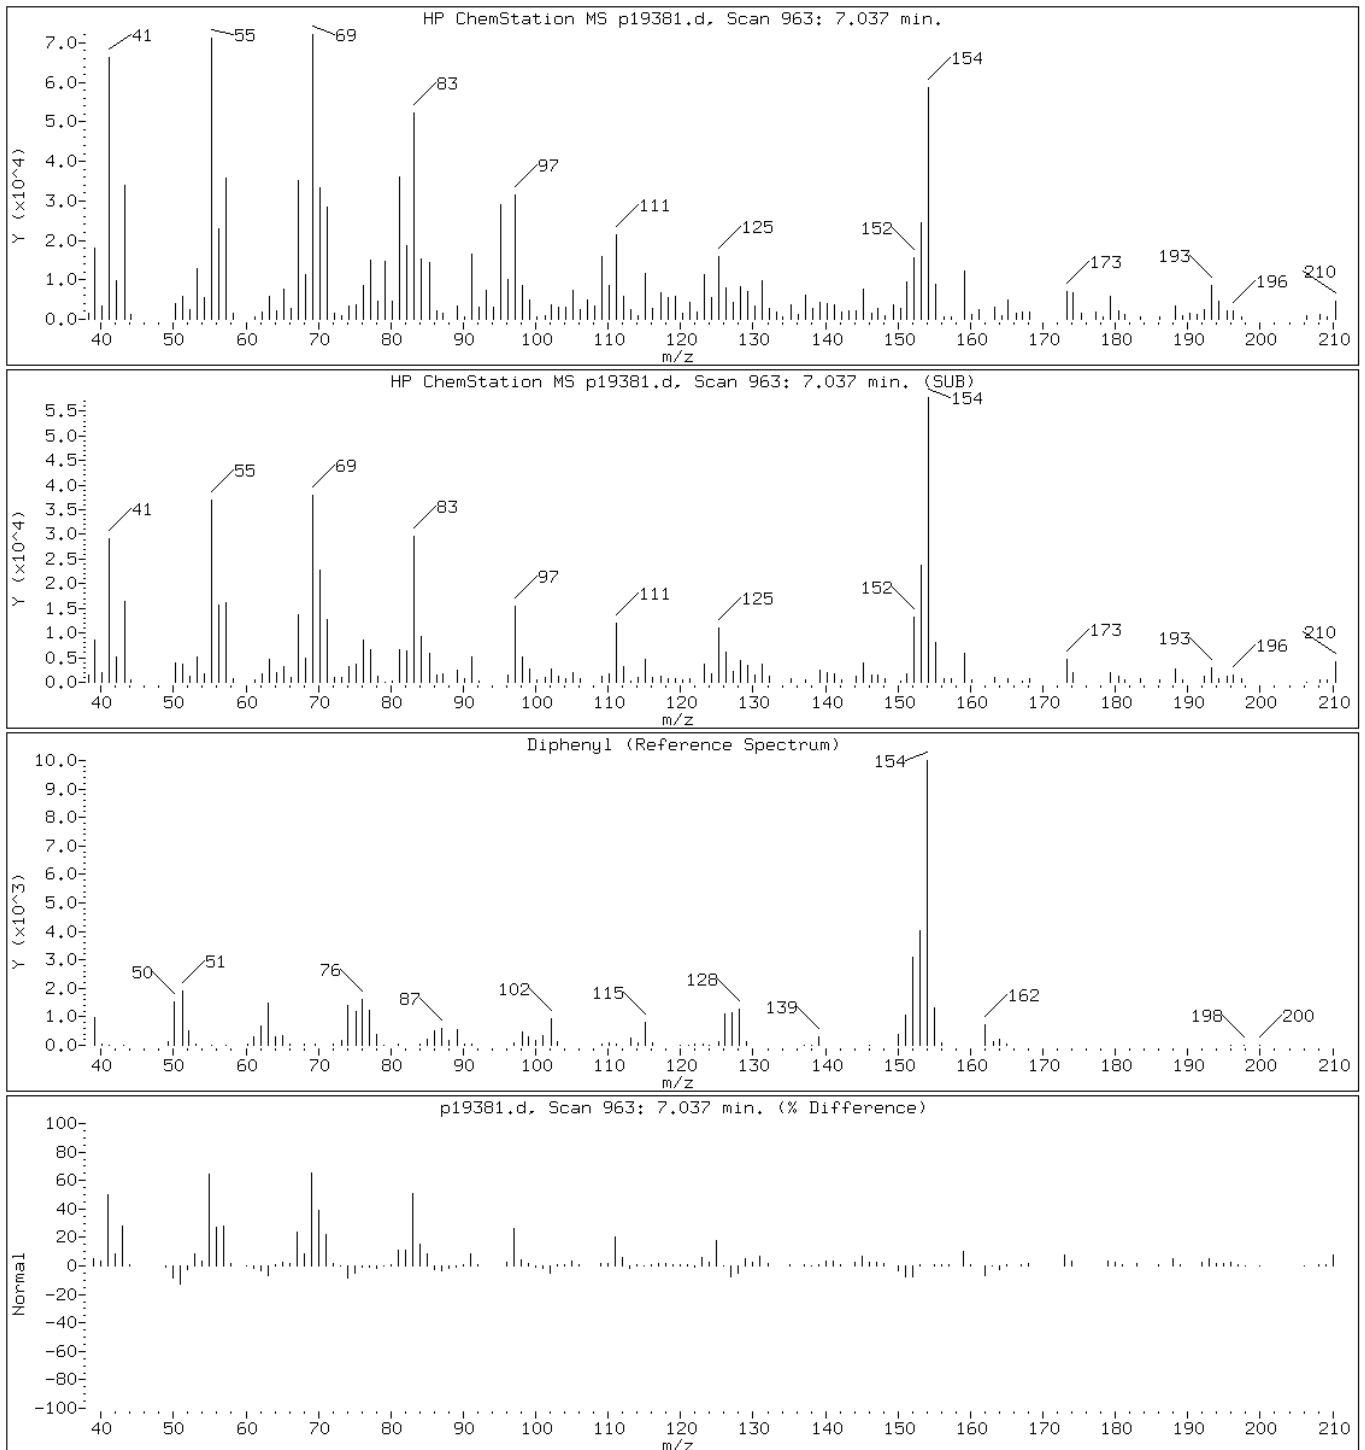 HP ChemStation MS p19381.d, Scan 963: 7.037 min.
Y (x10^4)
7.0
6.0
5.0
4.0
3.0
2.0
1.0
0.0
41 55 69 83 97 111 125 152 154 173 193 196 210
40 50 60 70 80 90 100 110 120 130 140 150 160 170 180 190 200 210
m/z
HP ChemStation MS p19381.d, Scan 963: 7.037 min. (SUB)
Y (x10^4)
5.5
5.0
4.5
4.0
3.5
3.0
2.5
2.0
1.5
1.0
0.5
0.0
41 55 69 83 97 111 125 152 154 173 193 196 210
40 50 60 70 80 90 100 110 120 130 140 150 160 170 180 190 200 210
m/z
Diphenyl (Reference Spectrum)
Y (x10^3)
10.0
9.0
8.0
7.0
6.0
5.0
4.0
3.0
2.0
1.0
0.0
50 51 76 87 102 115 128 139 154 162 198 200
40 50 60 70 80 90 100 110 120 130 140 150 160 170 180 190 200 210
m/z
p19381.d, Scan 963: 7.037 min. (% Difference)
Normal
100
80
60
40
20
0
-20
-40
-60
-80
-100
40 50 60 70 80 90 100 110 120 130 140 150 160 170 180 190 200 210
m/z